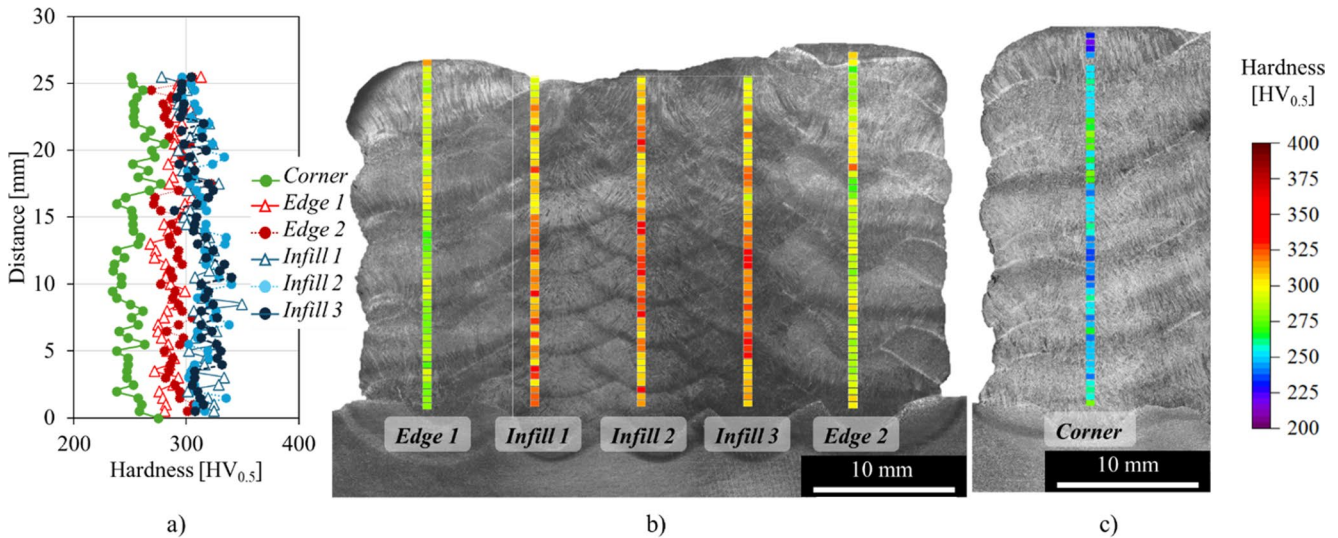 30
25
20
15
10
5
0
Distance [mm]
200 300 400
Hardness [HV0.5]
Corner
Edge 1
Edge 2
Infill 1
Infill 2
Infill 3
a)
Edge 1 Infill 1 Infill 2 Infill 3 Edge 2
10 mm
b)
Corner
10 mm
c)
Hardness
[HV0.5]
400
375
350
325
300
275
250
225
200